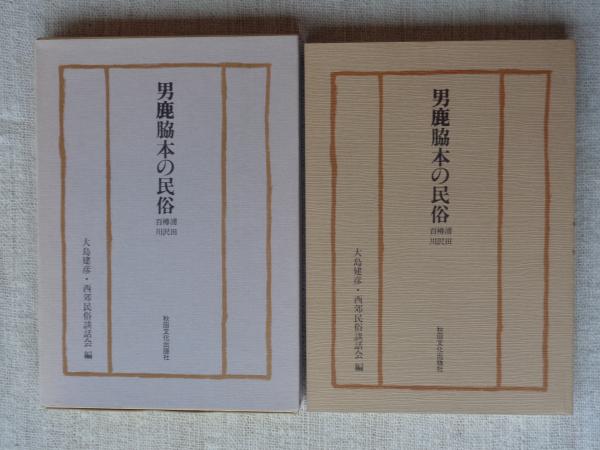 男鹿脇本の民俗
浦田
樽沢
百川
大島建彦・西郊民俗談話会 編
秋田文化出版社
男鹿脇本の民俗
浦田
樽沢
百川
大島建彦・西郊民俗談話会 編
秋田文化出版社